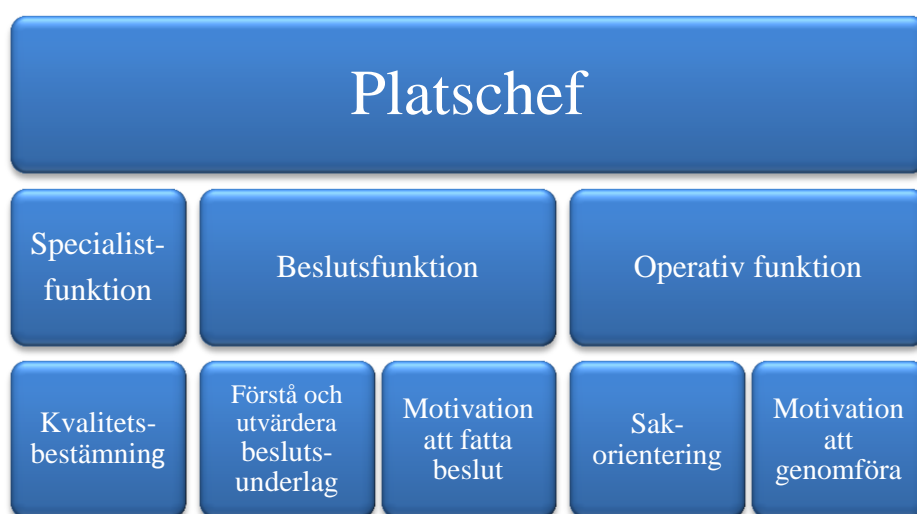 Platschef
Specialist-
funktion
Beslutsfunktion
Operativ funktion
Kvalitets-
bestämning
Förstå och
utvärdera
besluts-
underlag
Motivation
att fatta
beslut
Sak-
orientering
Motivation
att
genomföra